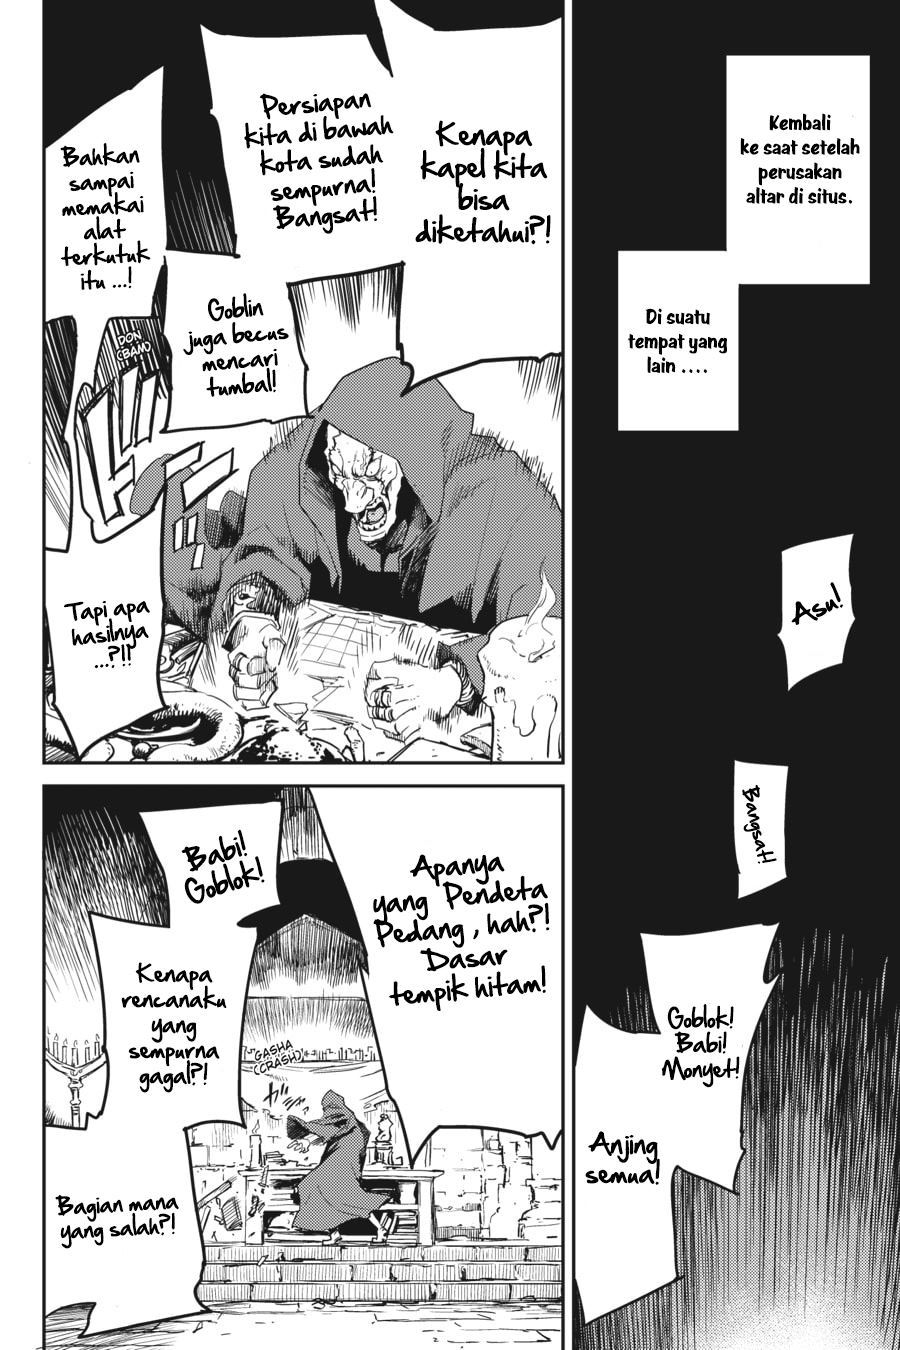 Kembali
ke saat setelah
perusakan
altar di situs.
Di suatu
tempat yang
lain ....
Asu!
Bangsat!
Goblok!
Babi!
Monyet!
Anjing
semua!
Kenapa
kapel kita
bisa
diketahui?!
Persiapan
kita di bawah
kota sudah
sempurna!
Bangsat!
Goblin
juga becus
mencari
tumbal!
Bahkan
sampai
memakai
alat
terkutuk
itu ...!
DON
(BAM)
Tapi apa
hasilnya
...?!!
Apanya
yang Pendeta
Pedang, hah?!
Dasar
tempik hitam!
Babi!
Goblok!
Kenapa
rencanaku
yang
sempurna
gagal?!
GASHA
(CRASH)
Bagian mana
yang salah?!